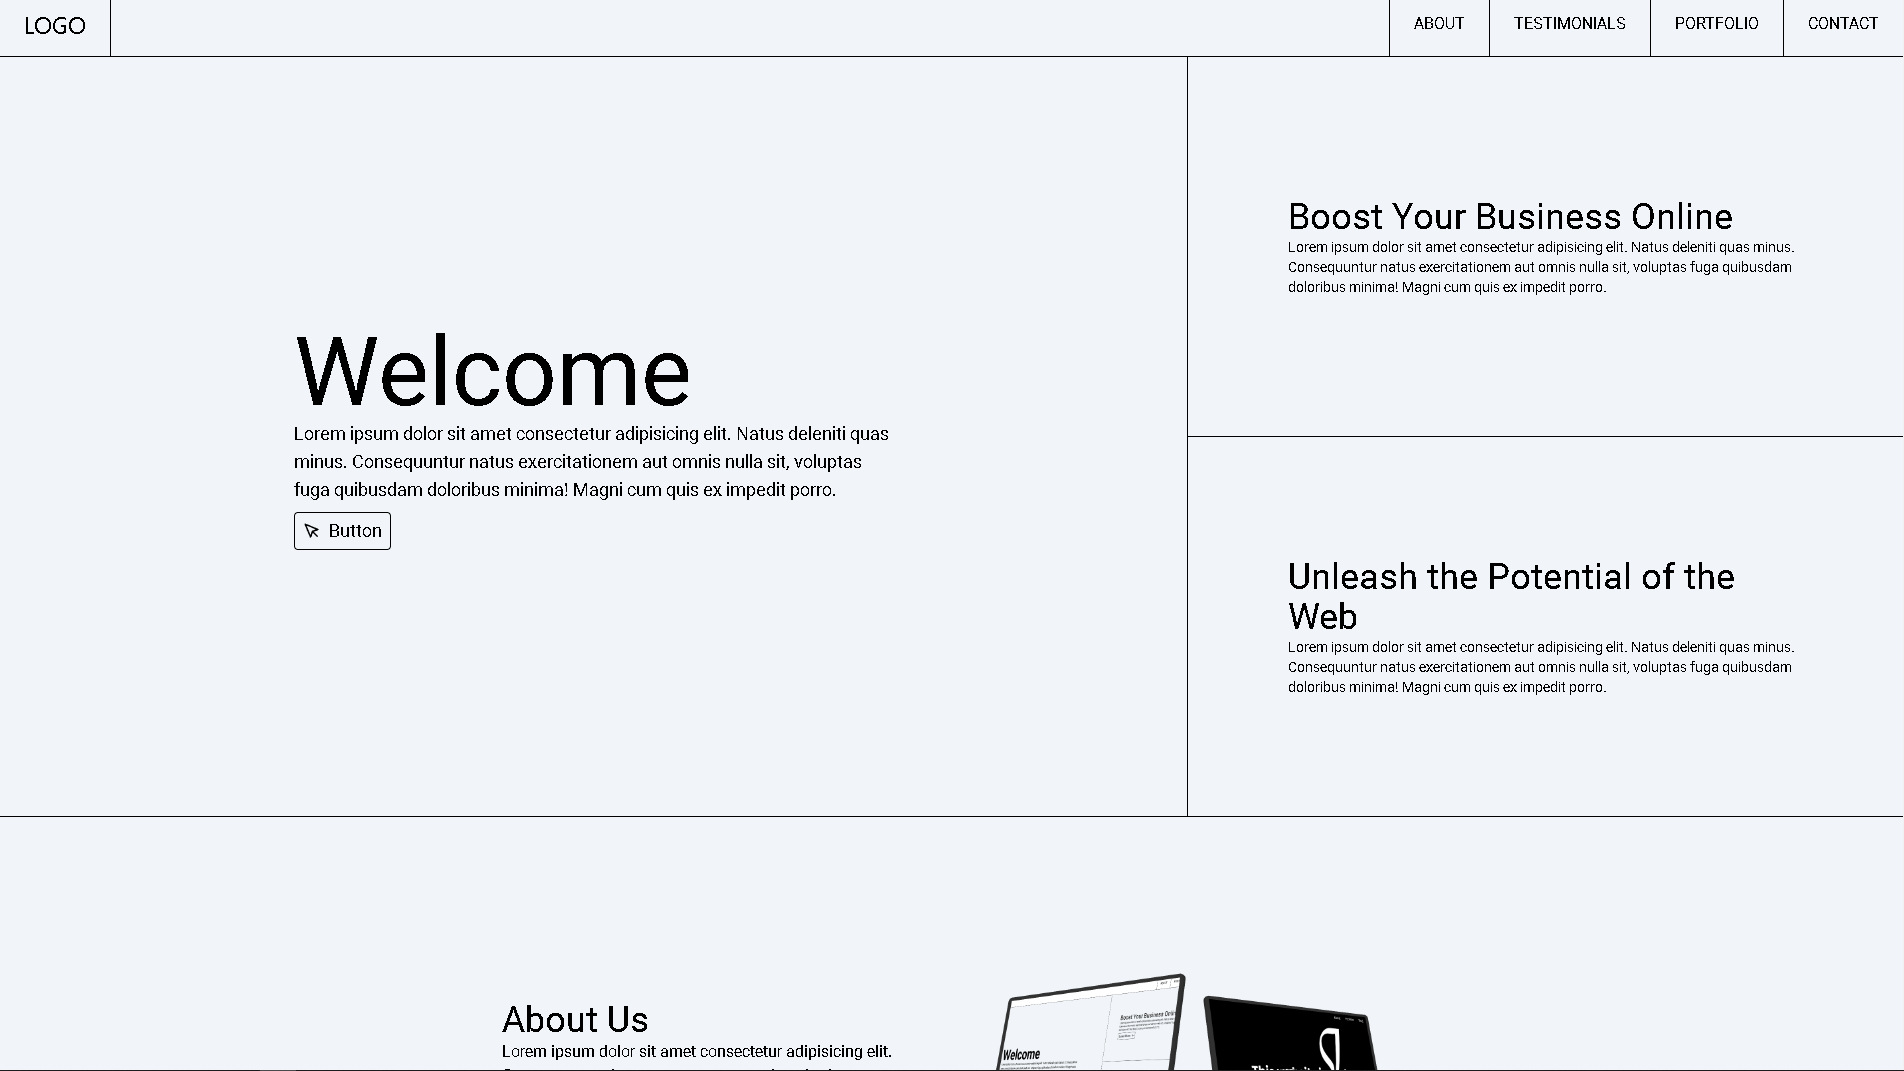 LOGO
ABOUT
TESTIMONIALS
PORTFOLIO
CONTACT
Welcome
Lorem ipsum dolor sit amet consectetur adipisicing elit. Natus deleniti quas
minus. Consequuntur natus exercitationem aut omnis nulla sit, voluptas
fuga quibusdam doloribus minima! Magni cum quis ex impedit porro.
Button
Boost Your Business Online
Lorem ipsum dolor sit amet consectetur adipisicing elit. Natus deleniti quas minus.
Consequuntur natus exercitationem aut omnis nulla sit, voluptas fuga quibusdam
doloribus minima! Magni cum quis ex impedit porro.
Unleash the Potential of the
Web
Lorem ipsum dolor sit amet consectetur adipisicing elit. Natus deleniti quas minus.
Consequuntur natus exercitationem aut omnis nulla sit, voluptas fuga quibusdam
doloribus minima! Magni cum quis ex impedit porro.
About Us
Lorem ipsum dolor sit amet consectetur adipisicing elit.
Boost Your Business
Welcome